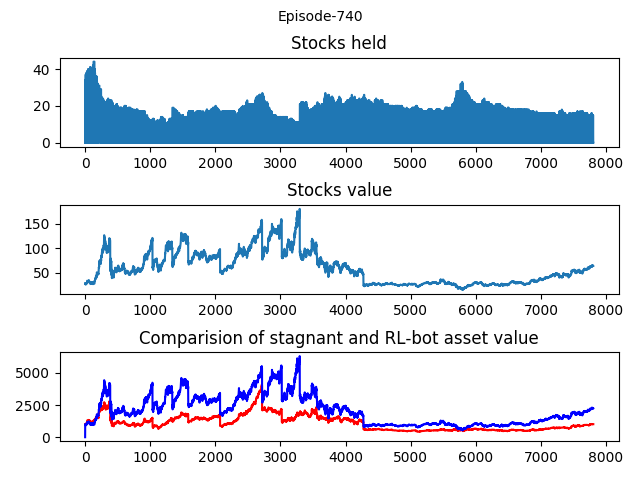 Episode-740
Stocks held
40
20
0
0 1000 2000 3000 4000 5000 6000 7000 8000
Stocks value
150
100
50
0 1000 2000 3000 4000 5000 6000 7000 8000
Comparision of stagnant and RL-bot asset value
5000
2500
0
0 1000 2000 3000 4000 5000 6000 7000 8000